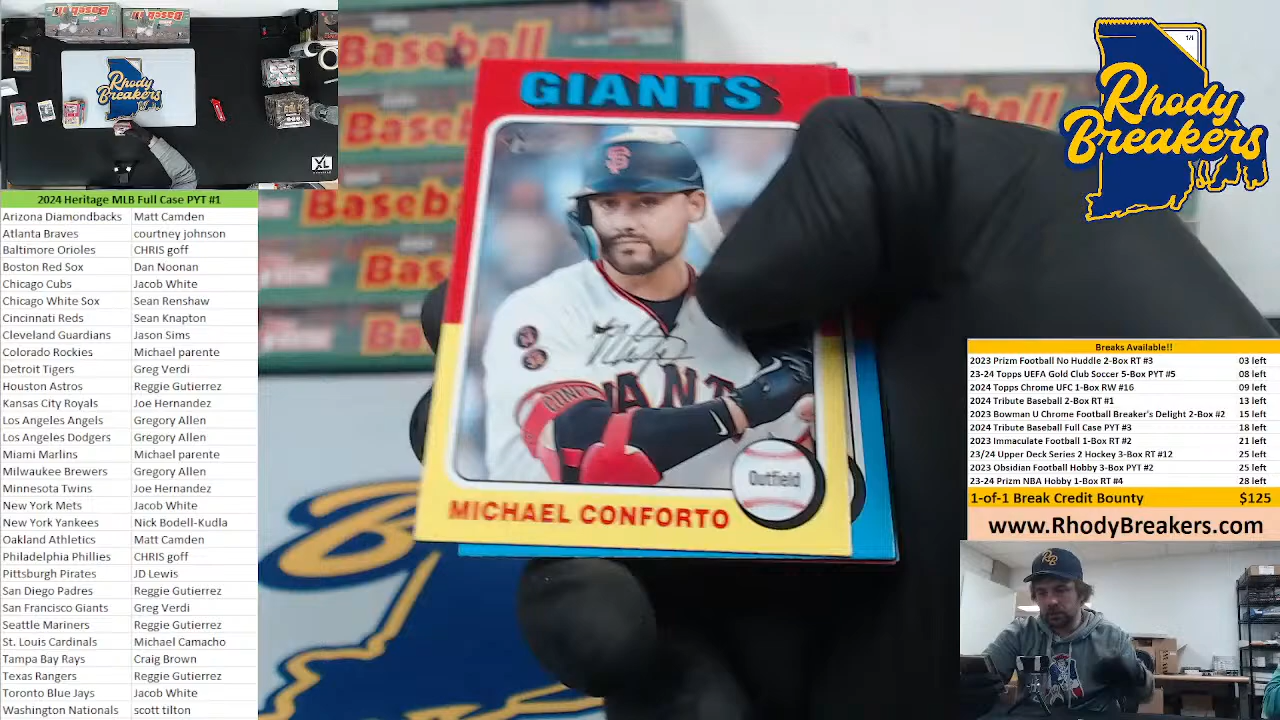 Rhody
Breakers
XL
2024 Heritage MLB Full Case PYT #1
Arizona Diamondbacks Matt Camden
Atlanta Braves courtney johnson
Baltimore Orioles CHRIS goff
Boston Red Sox Dan Noonan
Chicago Cubs Jacob White
Chicago White Sox Sean Renshaw
Cincinnati Reds Sean Knapton
Cleveland Guardians Jason Sims
Colorado Rockies Michael parente
Detroit Tigers Greg Verdi
Houston Astros Reggie Gutierrez
Kansas City Royals Joe Hernandez
Los Angeles Angels Gregory Allen
Los Angeles Dodgers Gregory Allen
Miami Marlins Michael parente
Milwaukee Brewers Gregory Allen
Minnesota Twins Joe Hernandez
New York Mets Jacob White
New York Yankees Nick Bodell-Kudla
Oakland Athletics Matt Camden
Philadelphia Phillies CHRIS goff
Pittsburgh Pirates JD Lewis
San Diego Padres Reggie Gutierrez
San Francisco Giants Greg Verdi
Seattle Mariners Reggie Gutierrez
St. Louis Cardinals Michael Camacho
Tampa Bay Rays Craig Brown
Texas Rangers Reggie Gutierrez
Toronto Blue Jays Jacob White
Washington Nationals scott tilton
Baseball
Baseball
Baseball
GIANTS
SF
GIANT
Outfield
MICHAEL CONFORTO
1/1
Rhody
Breakers
Breaks Available!!
2023 Prizm Football No Huddle 2-Box RT #3 03 left
23-24 Topps UEFA Gold Club Soccer 5-Box PYT #5 08 left
2024 Topps Chrome UFC 1-Box RW #16 09 left
2024 Tribute Baseball 2-Box RT #1 13 left
2023 Bowman U Chrome Football Breaker's Delight 2-Box #2 15 left
2024 Tribute Baseball Full Case PYT #3 18 left
2023 Immaculate Football 1-Box RT #2 21 left
23/24 Upper Deck Series 2 Hockey 3-Box RT #12 25 left
2023 Obsidian Football Hobby 3-Box PYT #2 25 left
23-24 Prizm NBA Hobby 1-Box RT #4 28 left
1-of-1 Break Credit Bounty $125
www.RhodyBreakers.com
RB